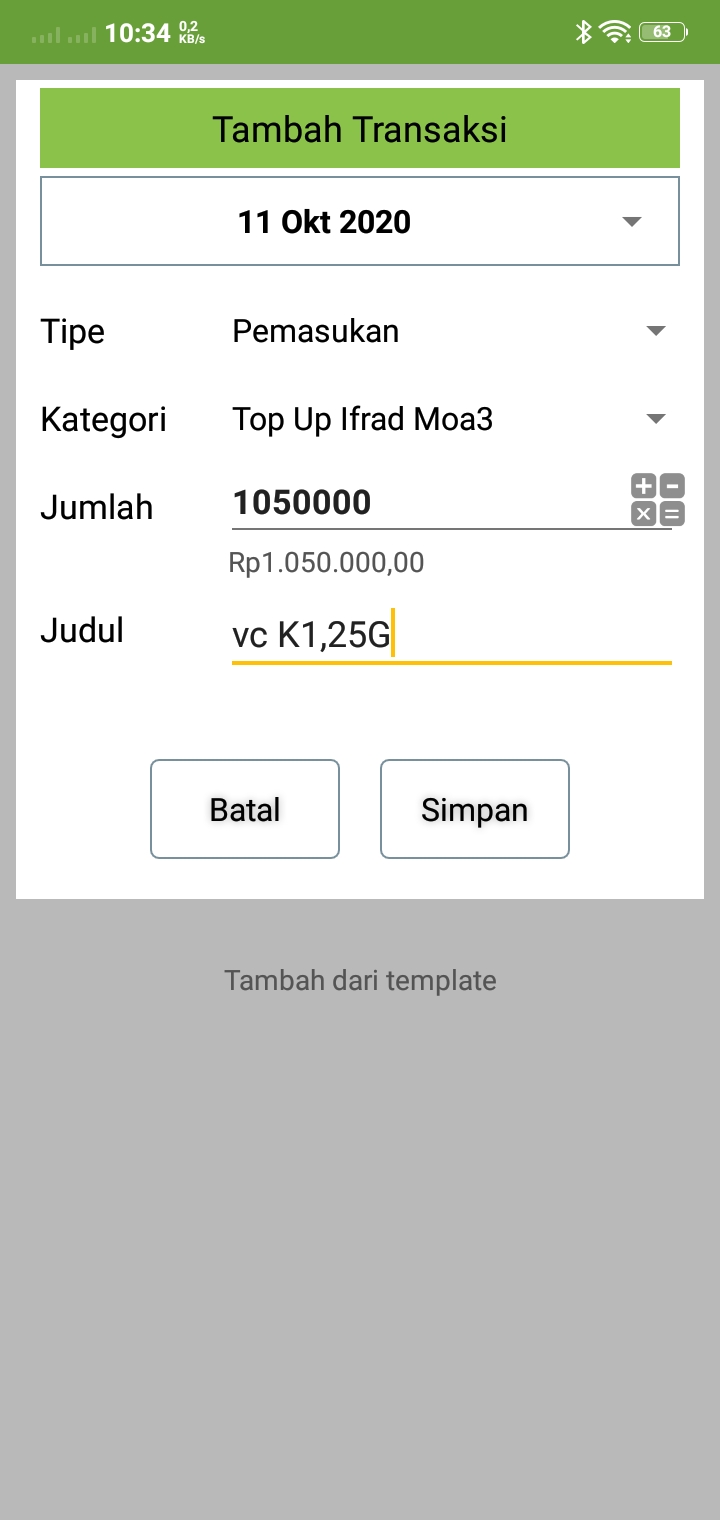 10:34 0,2 KB/s 63
Tambah Transaksi
11 Okt 2020
Tipe Pemasukan
Kategori Top Up Ifrad Moa3
Jumlah 1050000
Rp1.050.000,00
Judul vc K1,25G
Batal Simpan
Tambah dari template